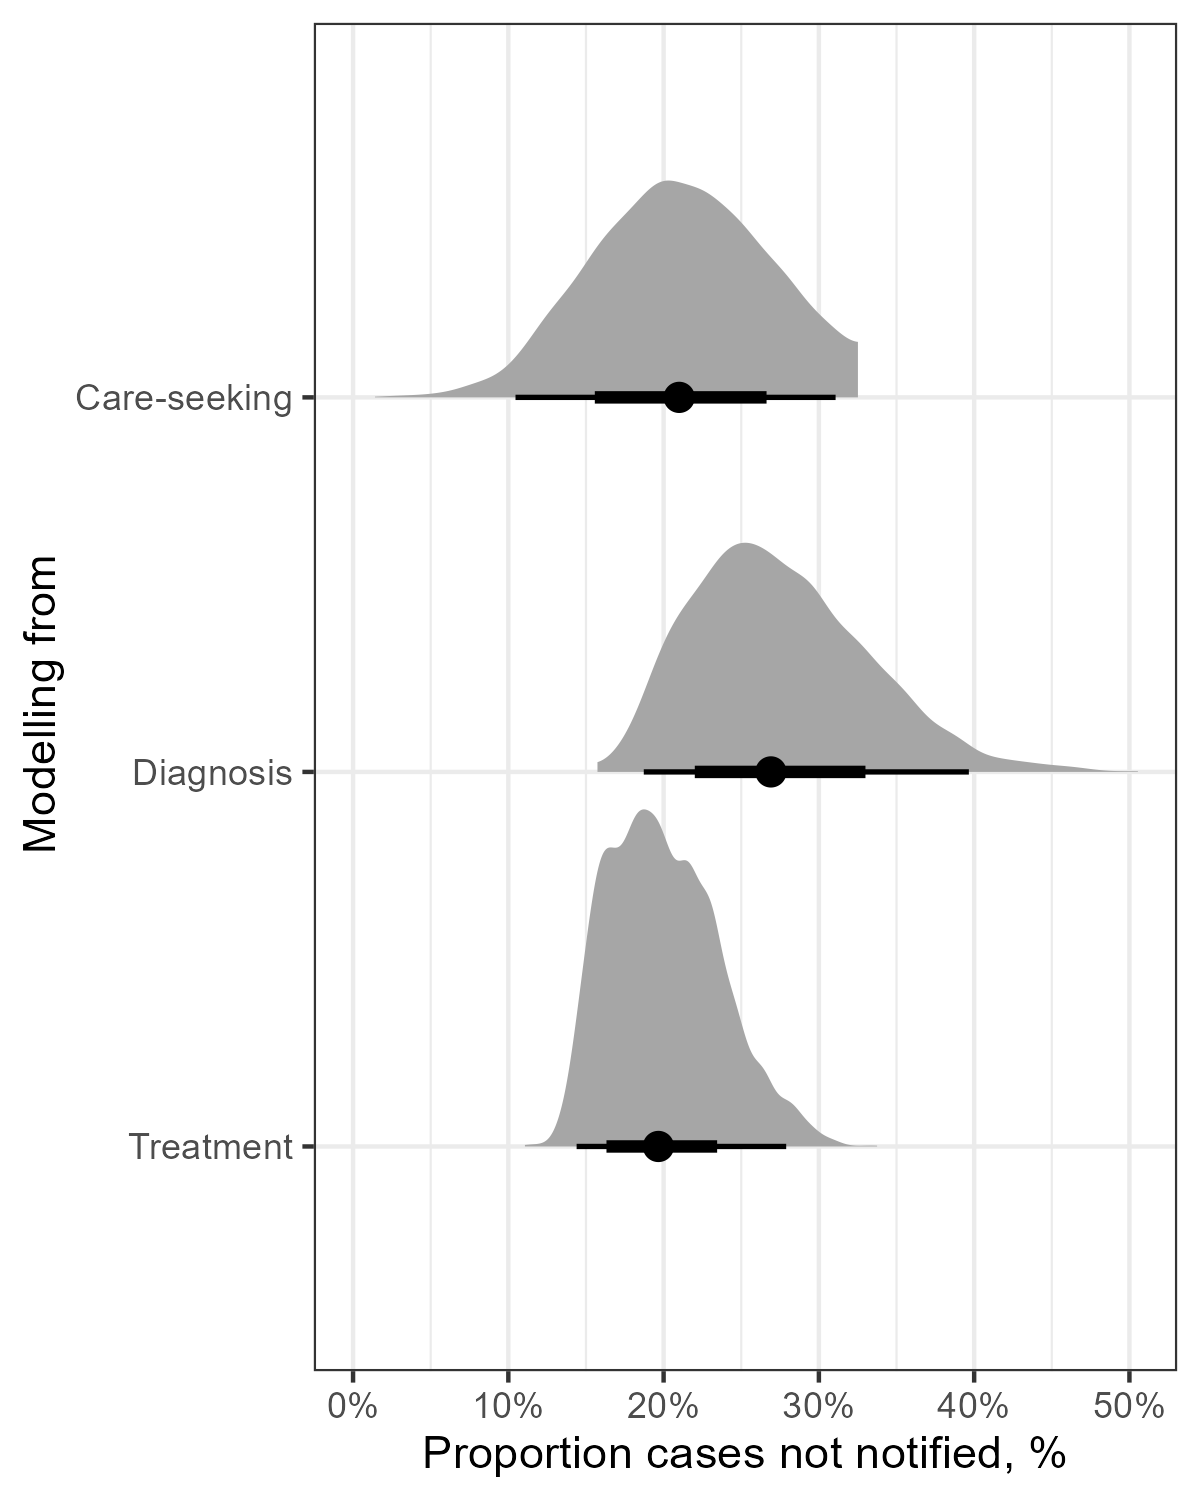 Modelling from
Care-seeking
Diagnosis
Treatment
0% 10% 20% 30% 40% 50%
Proportion cases not notified, %